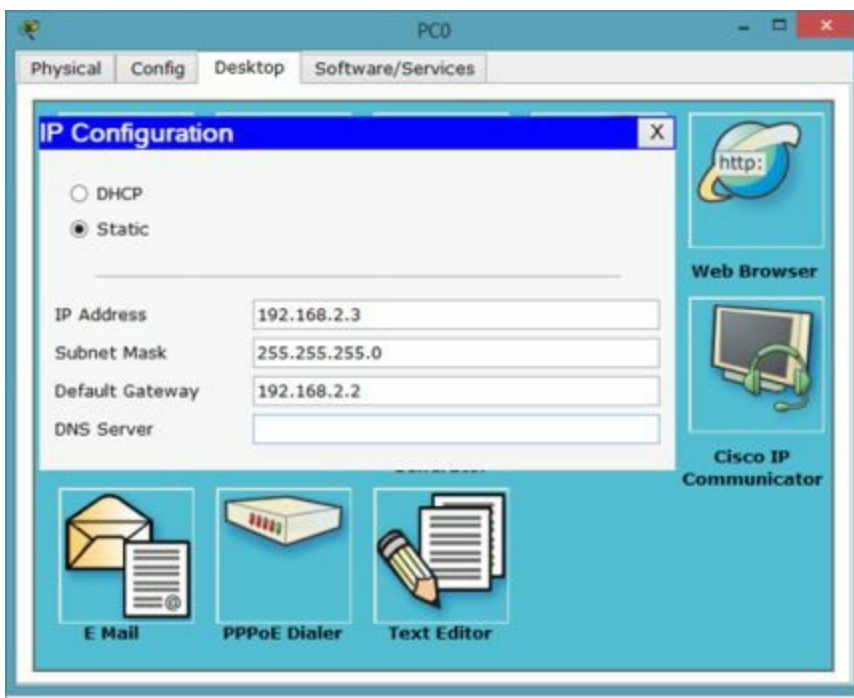 PC0
Physical Config Desktop Software/Services
IP Configuration X
http:
DHCP
Static
Web Browser
IP Address 192.168.2.3
Subnet Mask 255.255.255.0
Default Gateway 192.168.2.2
DNS Server
Cisco IP
Communicator
@
E Mail PPPoE Dialer Text Editor